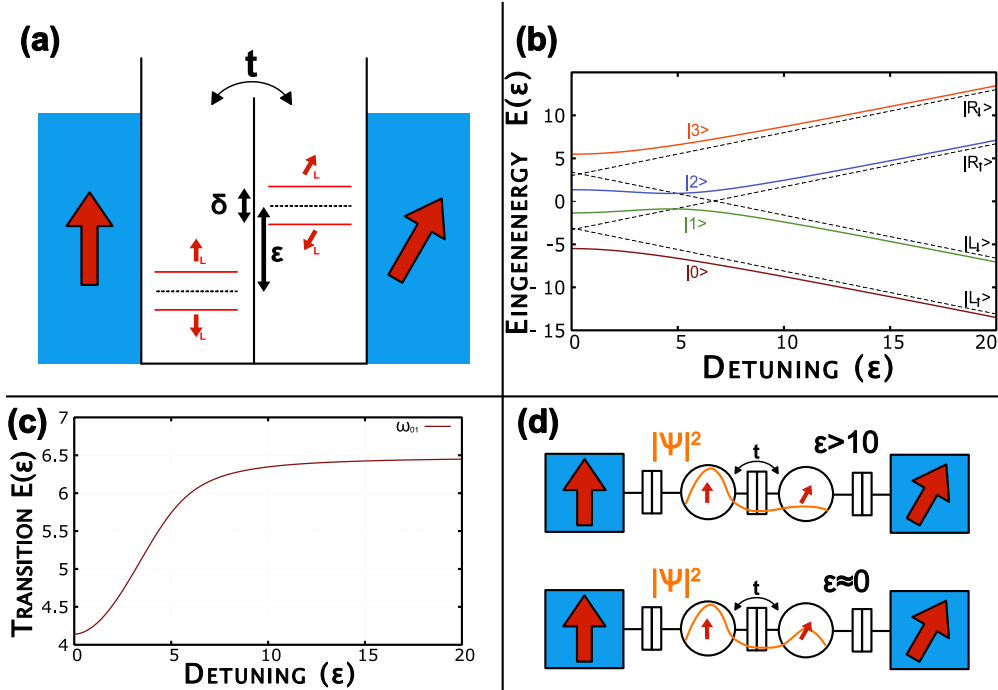 (a)
t
δ
ε
L
L
L
L
(b)
EINGENENERGY E(ε)
10
5
0
-5
-10
-15
0
5
10
15
20
DETUNING (ε)
|3>
|2>
|1>
|0>
|R↓>
|R↑>
|L↓>
|L↑>
(c)
TRANSITION E(ε)
7
6.5
6
5.5
5
4.5
4
0
5
10
15
20
DETUNING (ε)
ω01
(d)
|Ψ|²
t
ε>10
|Ψ|²
t
ε≈0